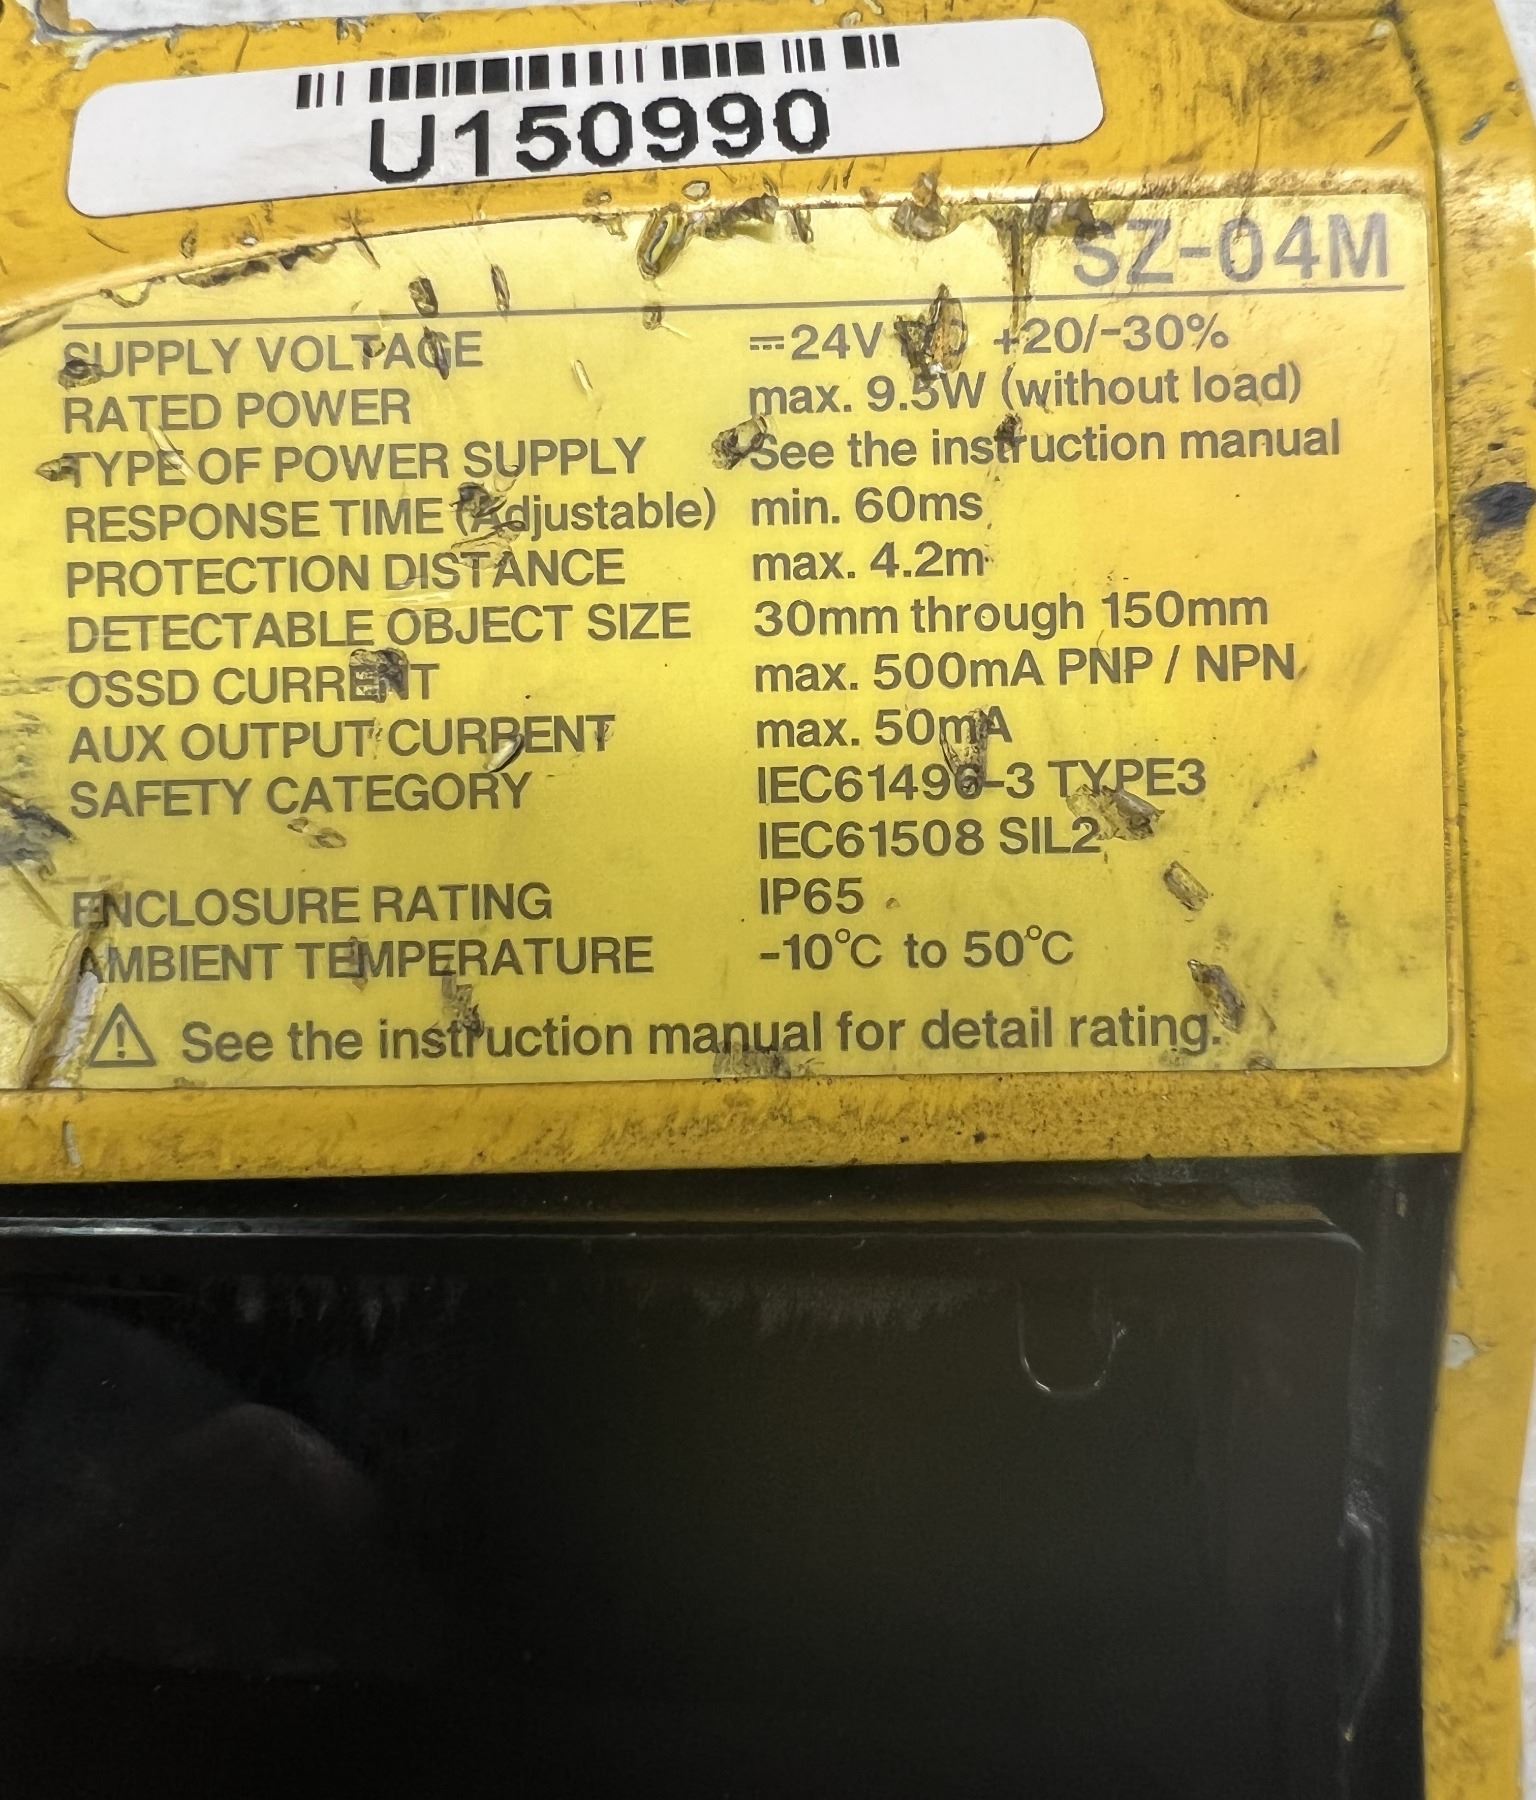 U150990
SZ-04M
SUPPLY VOLTAGE ⎓24V +20/-30%
RATED POWER max. 9.5W (without load)
TYPE OF POWER SUPPLY See the instruction manual
RESPONSE TIME (Adjustable) min. 60ms
PROTECTION DISTANCE max. 4.2m
DETECTABLE OBJECT SIZE 30mm through 150mm
OSSD CURRENT max. 500mA PNP / NPN
AUX OUTPUT CURRENT max. 50mA
SAFETY CATEGORY IEC61496-3 TYPE3
IEC61508 SIL2
ENCLOSURE RATING IP65
AMBIENT TEMPERATURE -10°C to 50°C
See the instruction manual for detail rating.